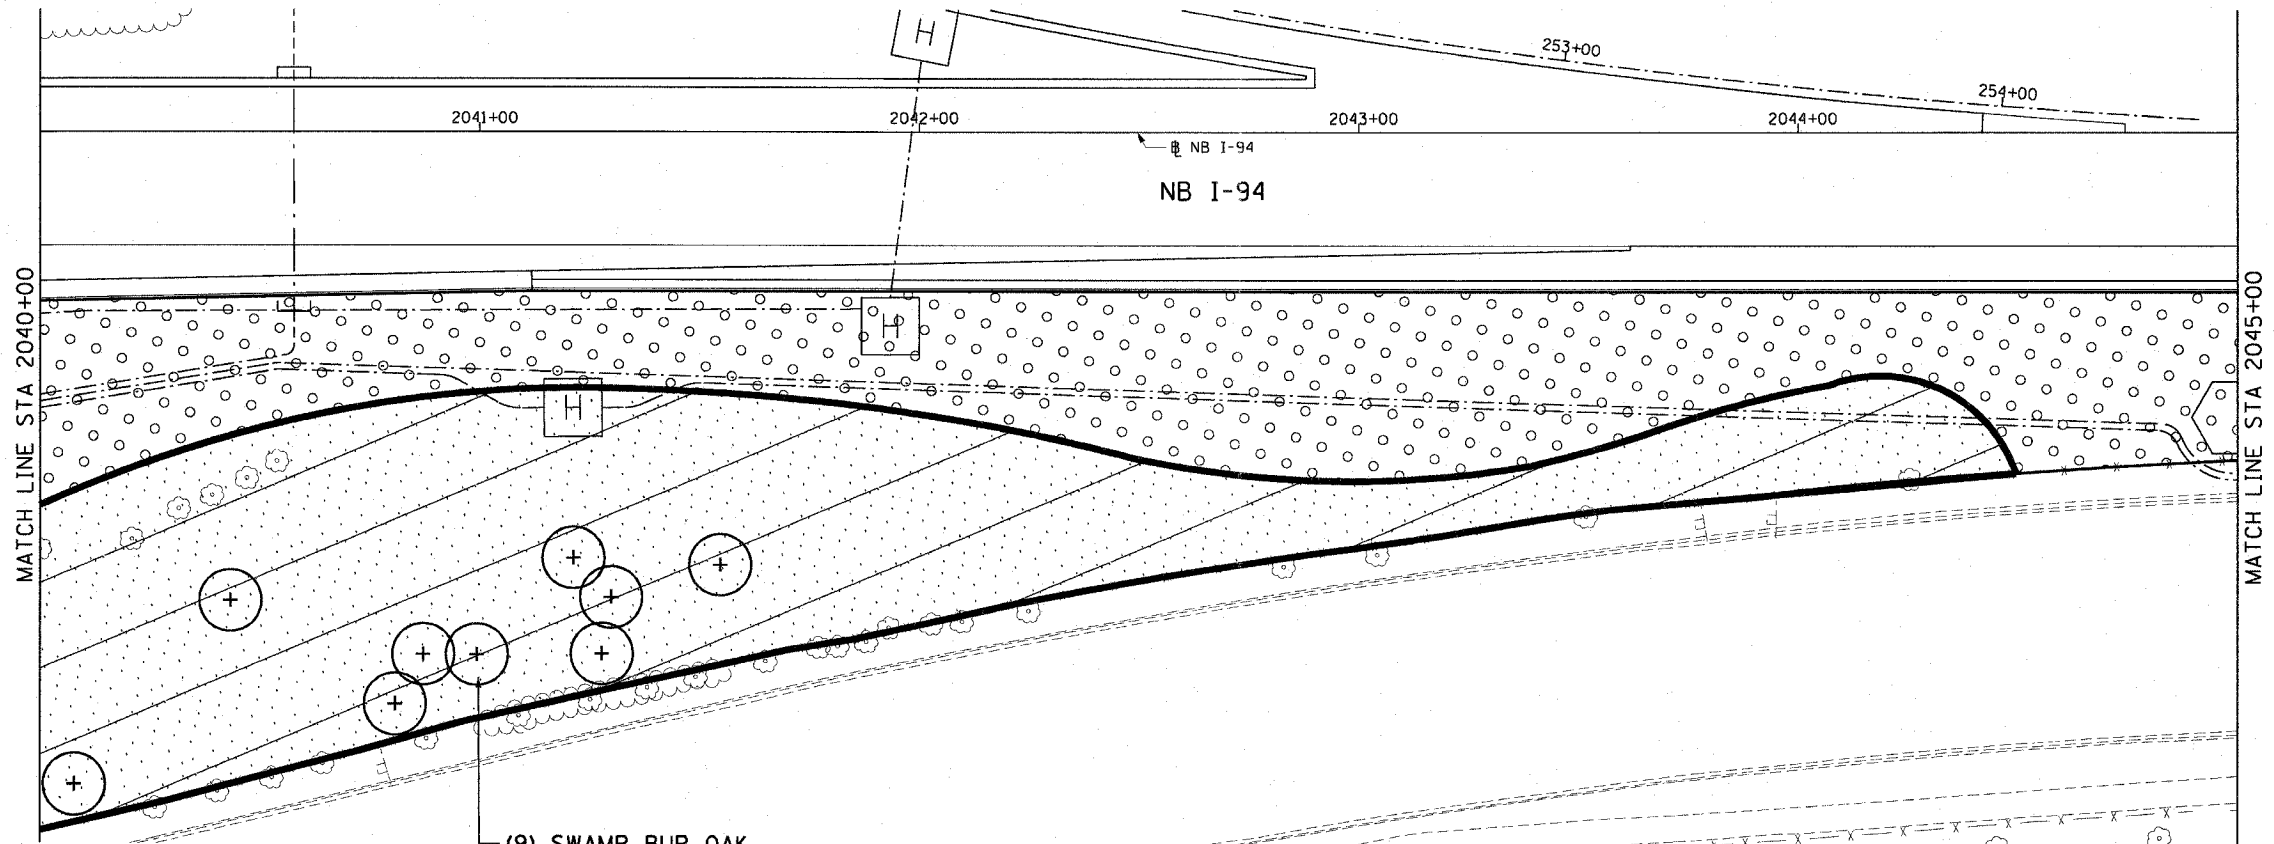 H
253+00
254+00
2041+00
2042+00
2043+00
2044+00
NB I-94
NB I-94
MATCH LINE STA 2040+00
MATCH LINE STA 2045+00
H
H
(9) SWAMP BUR OAK